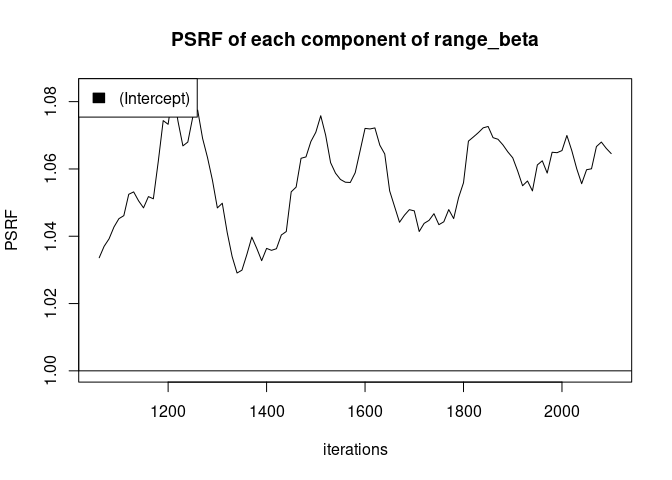 PSRF of each component of range_beta
(Intercept)
PSRF
1.08
1.06
1.04
1.02
1.00
1200 1400 1600 1800 2000
iterations